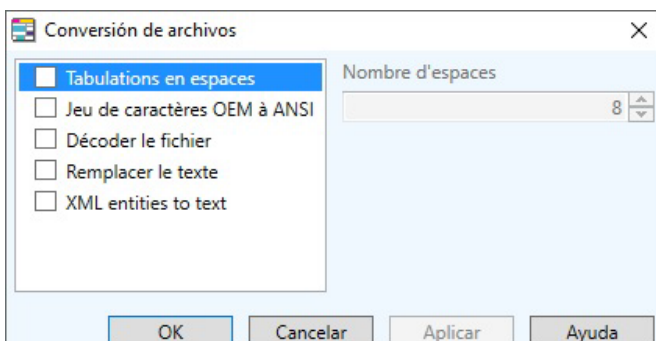 Conversión de archivos
Tabulations en espaces
Jeu de caractères OEM à ANSI
Décoder le fichier
Remplacer le texte
XML entities to text
Nombre d'espaces
8
OK Cancelar Aplicar Ayuda